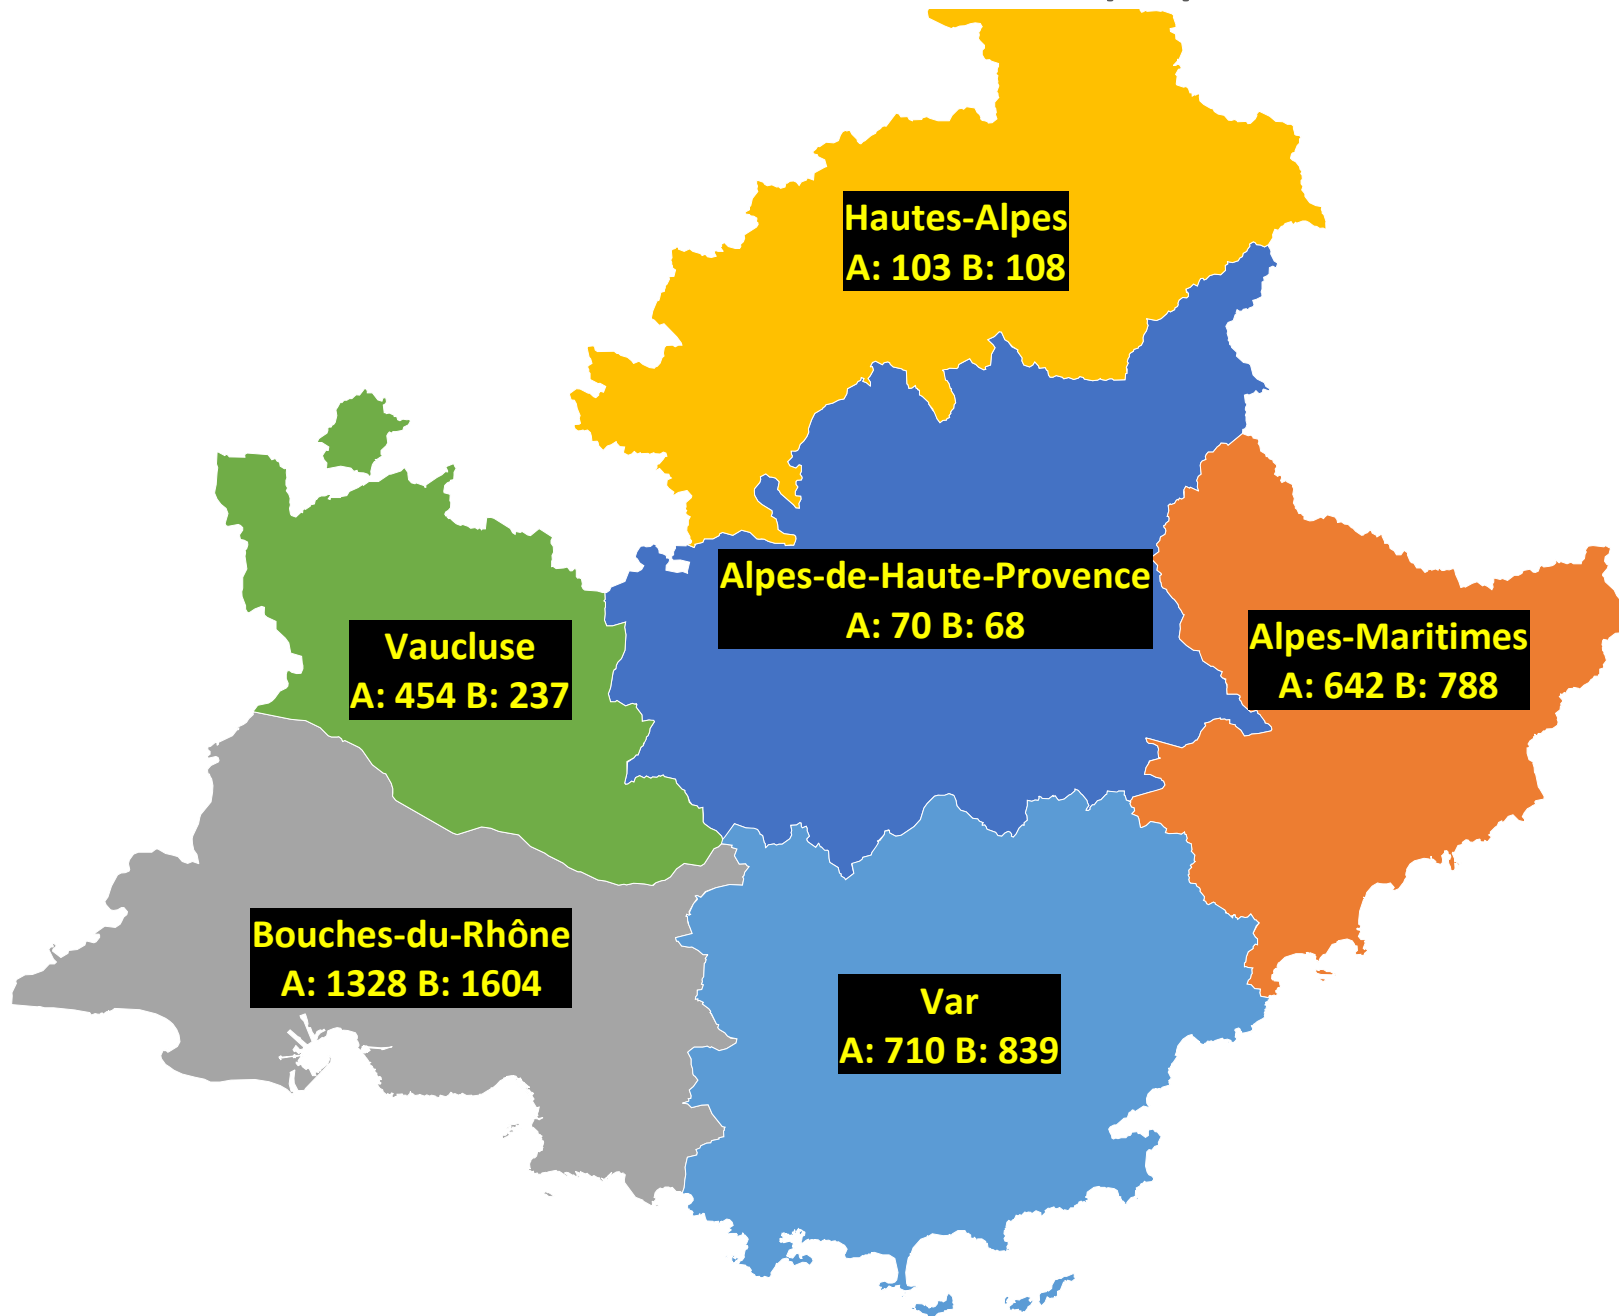 Hautes-Alpes
A: 103 B: 108
Alpes-de-Haute-Provence
A: 70 B: 68
Alpes-Maritimes
A: 642 B: 788
Vaucluse
A: 454 B: 237
Bouches-du-Rhône
A: 1328 B: 1604
Var
A: 710 B: 839